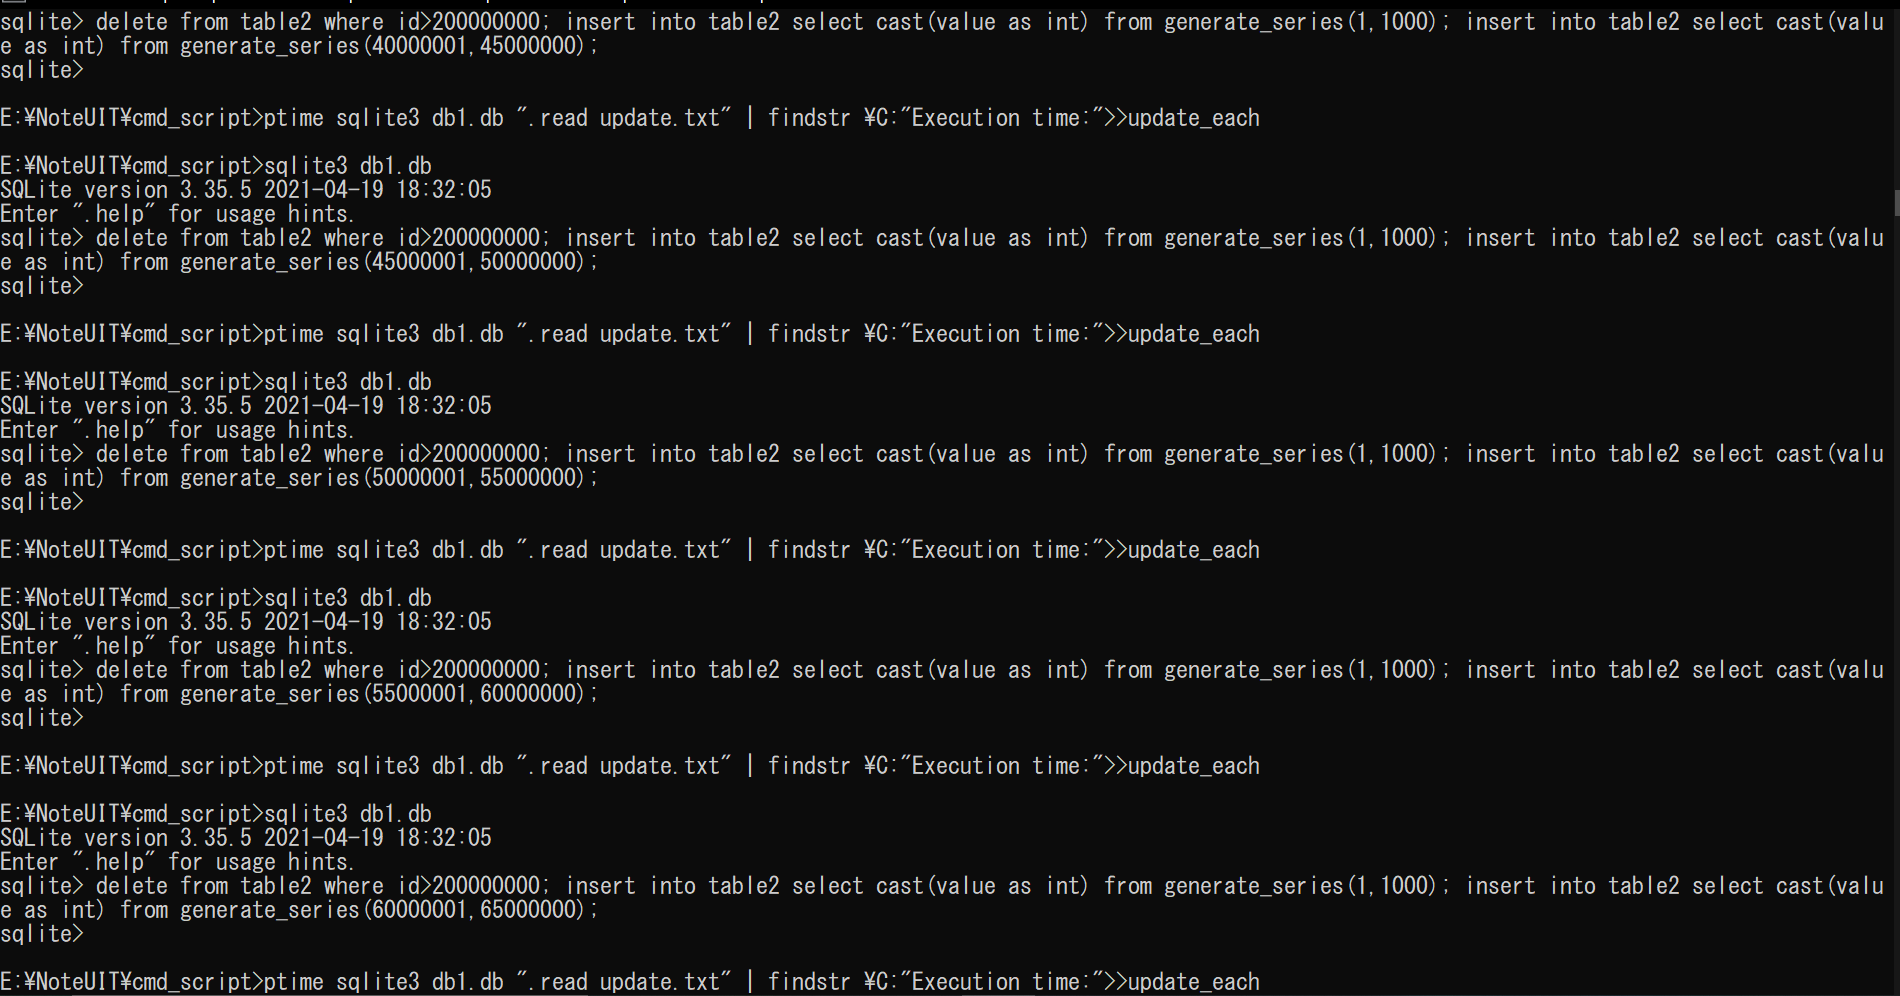 sqlite> delete from table2 where id>200000000; insert into table2 select cast(value as int) from generate_series(1,1000); insert into table2 select cast(valu
e as int) from generate_series(40000001,45000000);
sqlite>
E:¥NoteUIT¥cmd_script>ptime sqlite3 db1.db ".read update.txt" | findstr ¥C:"Execution time:">>update_each
E:¥NoteUIT¥cmd_script>sqlite3 db1.db
SQLite version 3.35.5 2021-04-19 18:32:05
Enter ".help" for usage hints.
sqlite> delete from table2 where id>200000000; insert into table2 select cast(value as int) from generate_series(1,1000); insert into table2 select cast(valu
e as int) from generate_series(45000001,50000000);
sqlite>
E:¥NoteUIT¥cmd_script>ptime sqlite3 db1.db ".read update.txt" | findstr ¥C:"Execution time:">>update_each
E:¥NoteUIT¥cmd_script>sqlite3 db1.db
SQLite version 3.35.5 2021-04-19 18:32:05
Enter ".help" for usage hints.
sqlite> delete from table2 where id>200000000; insert into table2 select cast(value as int) from generate_series(1,1000); insert into table2 select cast(valu
e as int) from generate_series(50000001,55000000);
sqlite>
E:¥NoteUIT¥cmd_script>ptime sqlite3 db1.db ".read update.txt" | findstr ¥C:"Execution time:">>update_each
E:¥NoteUIT¥cmd_script>sqlite3 db1.db
SQLite version 3.35.5 2021-04-19 18:32:05
Enter ".help" for usage hints.
sqlite> delete from table2 where id>200000000; insert into table2 select cast(value as int) from generate_series(1,1000); insert into table2 select cast(valu
e as int) from generate_series(55000001,60000000);
sqlite>
E:¥NoteUIT¥cmd_script>ptime sqlite3 db1.db ".read update.txt" | findstr ¥C:"Execution time:">>update_each
E:¥NoteUIT¥cmd_script>sqlite3 db1.db
SQLite version 3.35.5 2021-04-19 18:32:05
Enter ".help" for usage hints.
sqlite> delete from table2 where id>200000000; insert into table2 select cast(value as int) from generate_series(1,1000); insert into table2 select cast(valu
e as int) from generate_series(60000001,65000000);
sqlite>
E:¥NoteUIT¥cmd_script>ptime sqlite3 db1.db ".read update.txt" | findstr ¥C:"Execution time:">>update_each